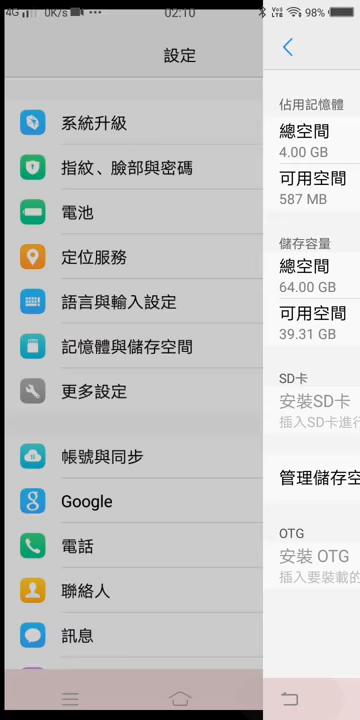 4G 0K/s ••• 02:10 VoLTE 98%
設定
系統升級
指紋、臉部與密碼
電池
定位服務
語言與輸入設定
記憶體與儲存空間
更多設定
帳號與同步
Google
電話
聯絡人
訊息
佔用記憶體
總空間
4.00 GB
可用空間
587 MB
儲存容量
總空間
64.00 GB
可用空間
39.31 GB
SD卡
安裝SD卡
插入SD卡進行
管理儲存空
OTG
安裝 OTG
插入要裝載的